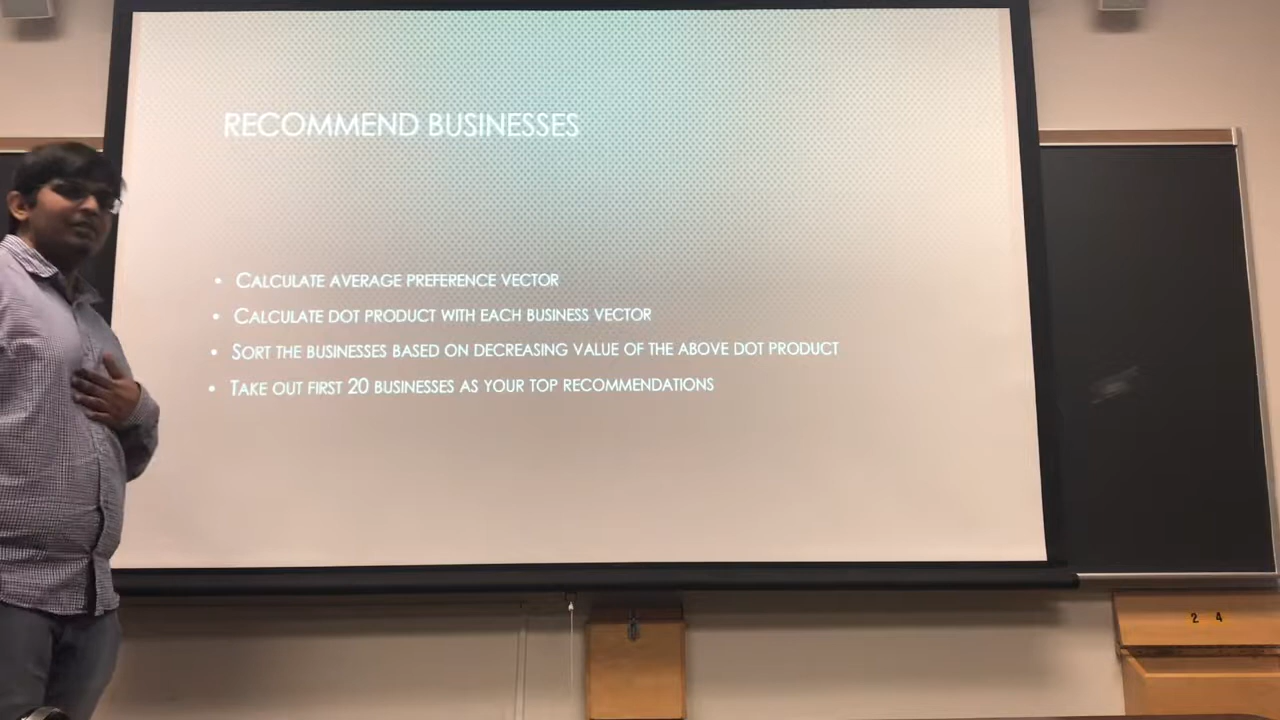 RECOMMEND BUSINESSES
• CALCULATE AVERAGE PREFERENCE VECTOR
• CALCULATE DOT PRODUCT WITH EACH BUSINESS VECTOR
• SORT THE BUSINESSES BASED ON DECREASING VALUE OF THE ABOVE DOT PRODUCT
• TAKE OUT FIRST 20 BUSINESSES AS YOUR TOP RECOMMENDATIONS
2 4